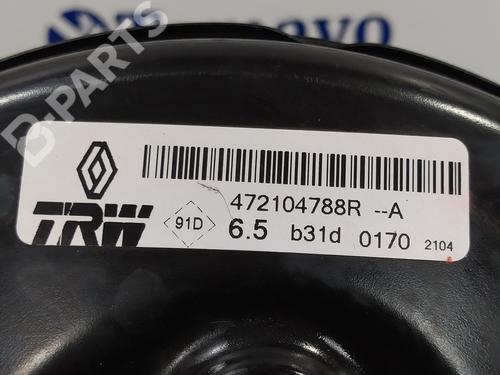 B-PARTS
472104788R --A
TRW
91D
6.5 b31d 0170 2104